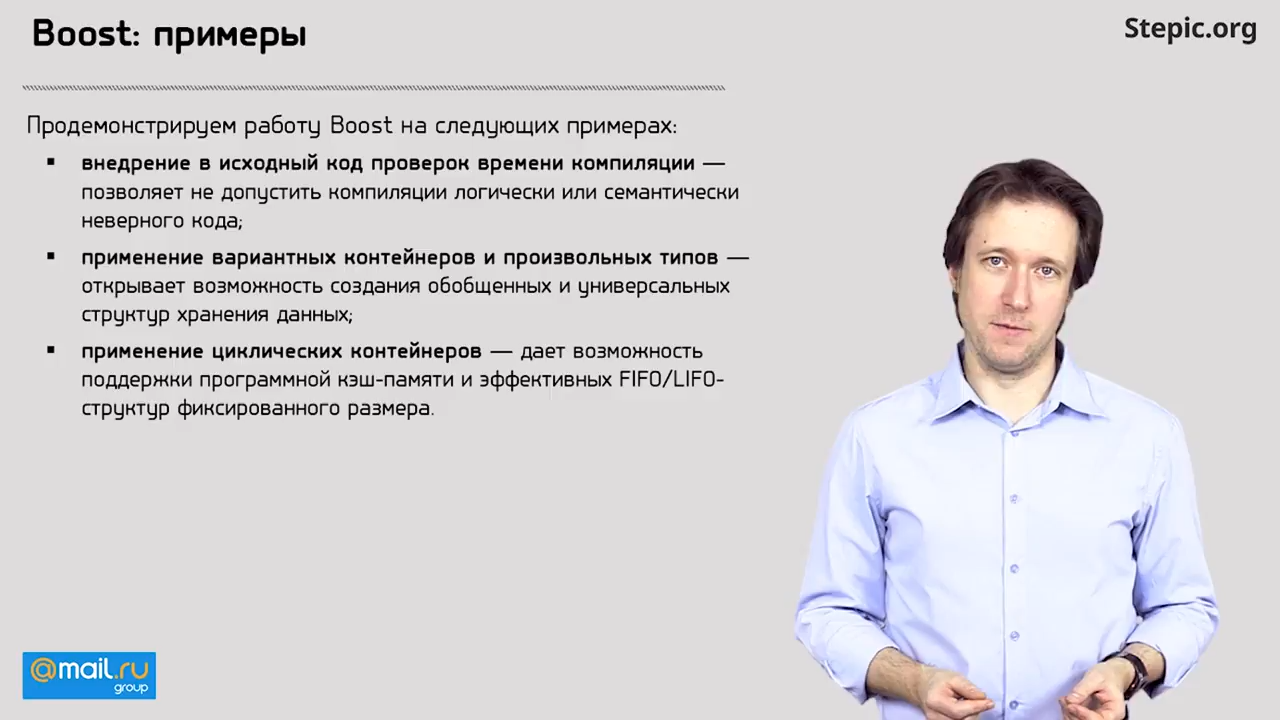 Boost: примеры
Stepic.org
Продемонстрируем работу Boost на следующих примерах:
▪ внедрение в исходный код проверок времени компиляции —
позволяет не допустить компиляции логически или семантически
неверного кода;
▪ применение вариантных контейнеров и произвольных типов —
открывает возможность создания обобщенных и универсальных
структур хранения данных;
▪ применение циклических контейнеров — дает возможность
поддержки программной кэш-памяти и эффективных FIFO/LIFO-
структур фиксированного размера.
@mail.ru
group